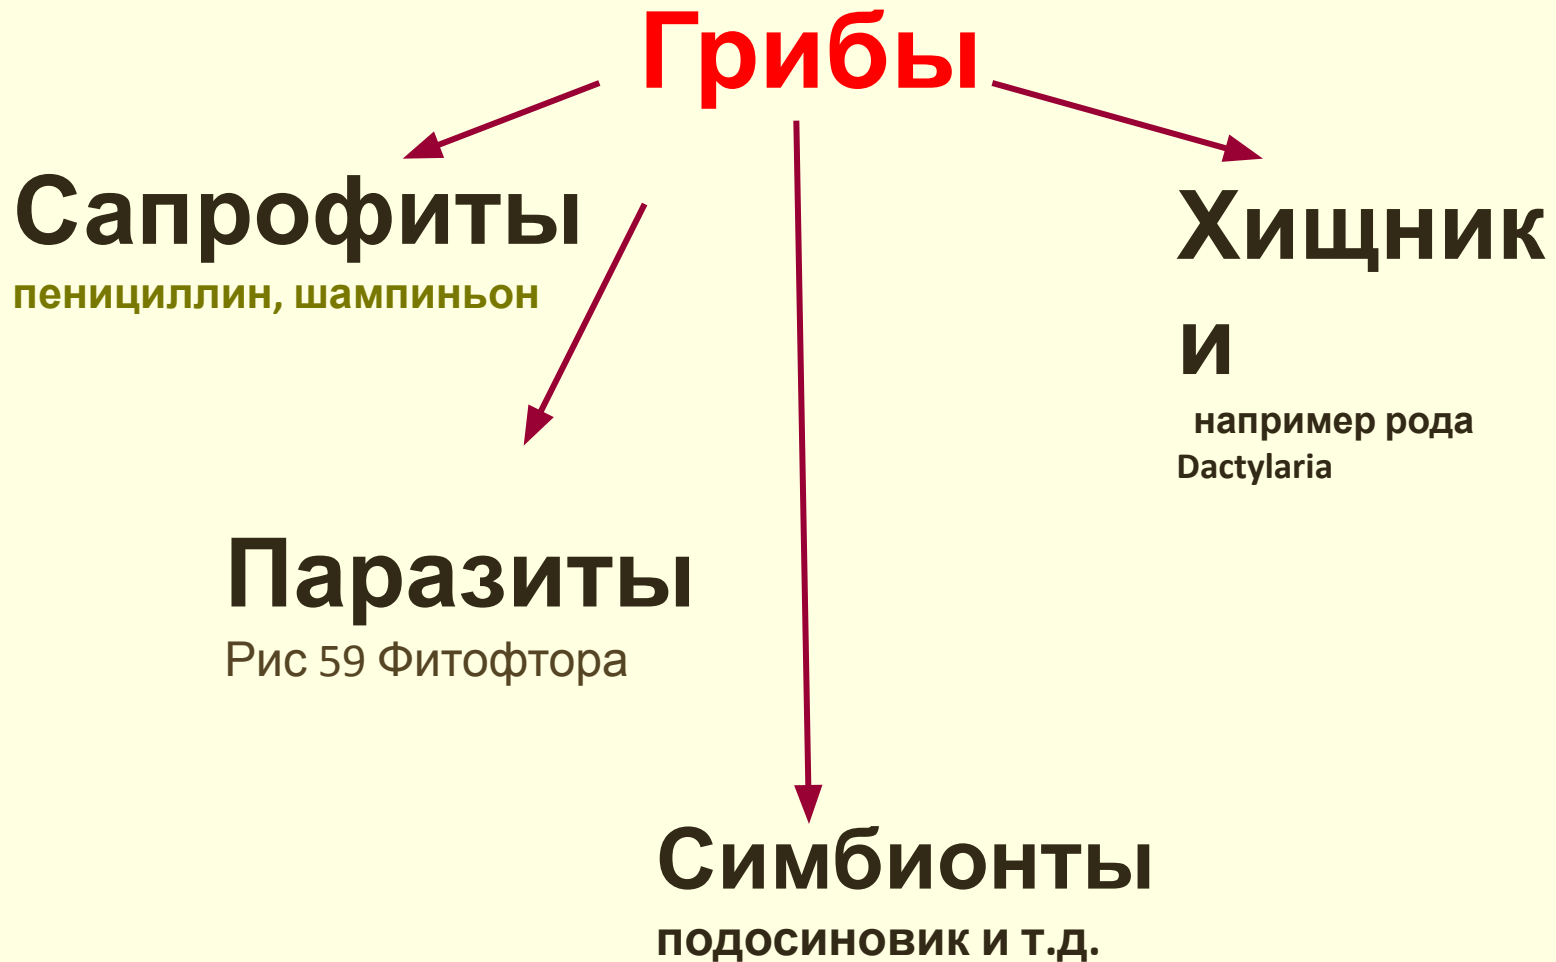 Грибы
Сапрофиты
пенициллин, шампиньон
Хищник
и
например рода
Dactylaria
Паразиты
Рис 59 Фитофтора
Симбионты
подосиновик и т.д.